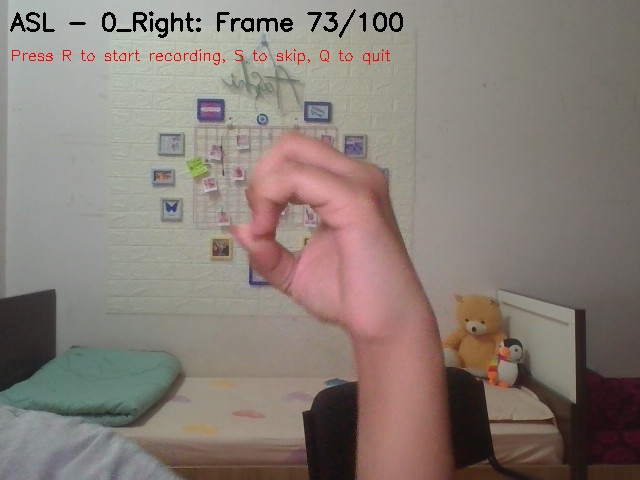 ASL - 0_Right: Frame 73/100
Press R to start recording, S to skip, Q to quit